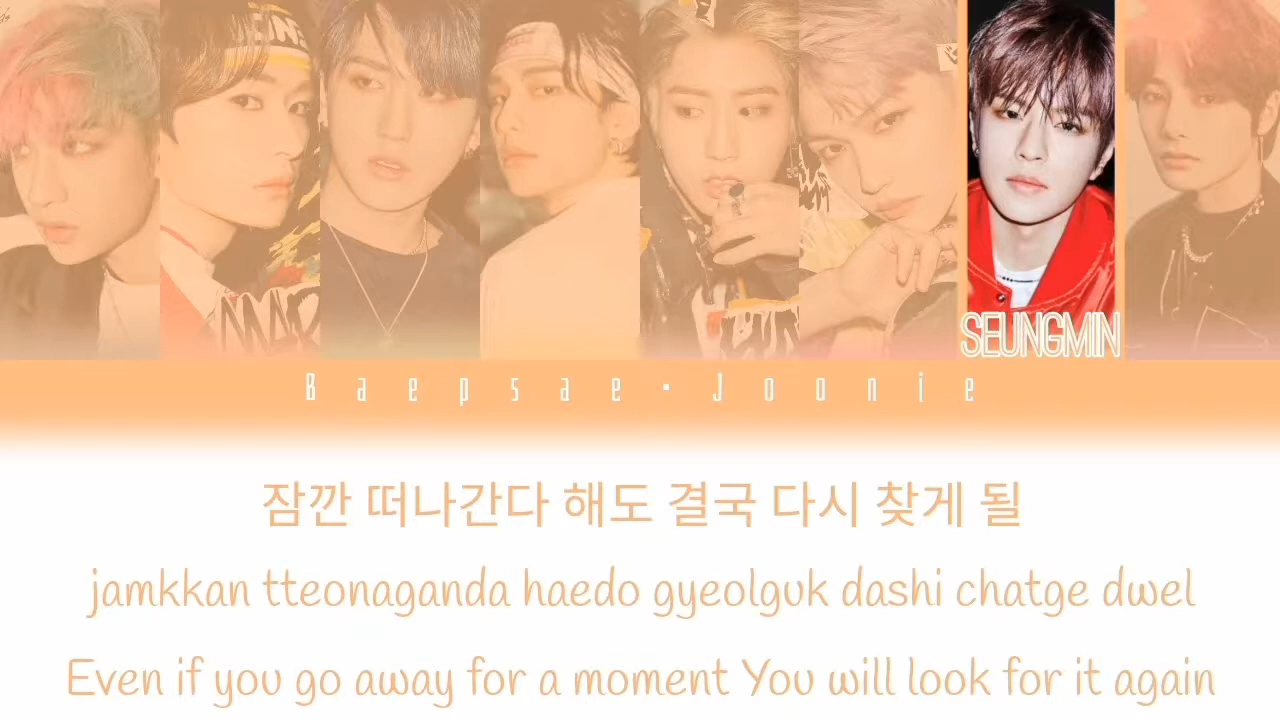 SEUNGMIN
Baepsae · Joonie
잠깐 떠나간다 해도 결국 다시 찾게 될
jamkkan tteonaganda haedo gyeolguk dashi chatge dwel
Even if you go away for a moment You will look for it again